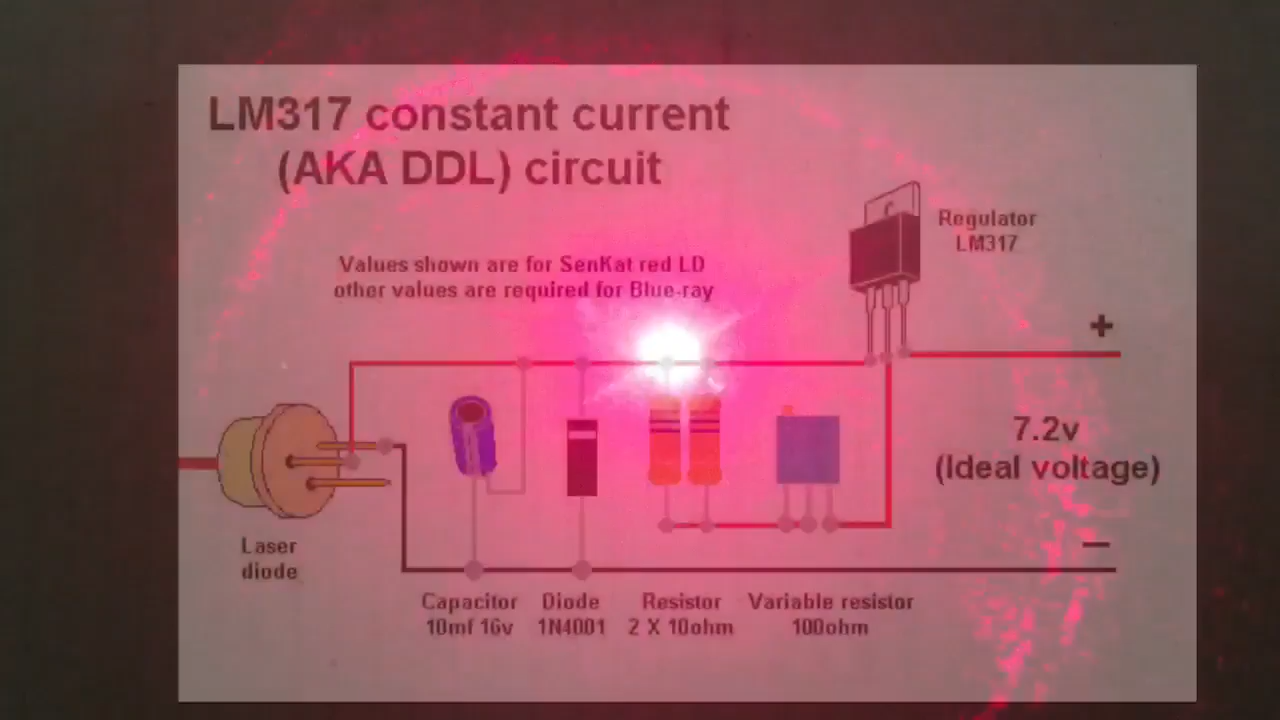 LM317 constant current
(AKA DDL) circuit
Regulator
LM317
Values shown are for SenKat red LD
other values are required for Blue-ray
+
7.2v
(Ideal voltage)
−
Laser
diode
Capacitor
10mf 16v
Diode
1N4001
Resistor
2 X 10ohm
Variable resistor
100ohm